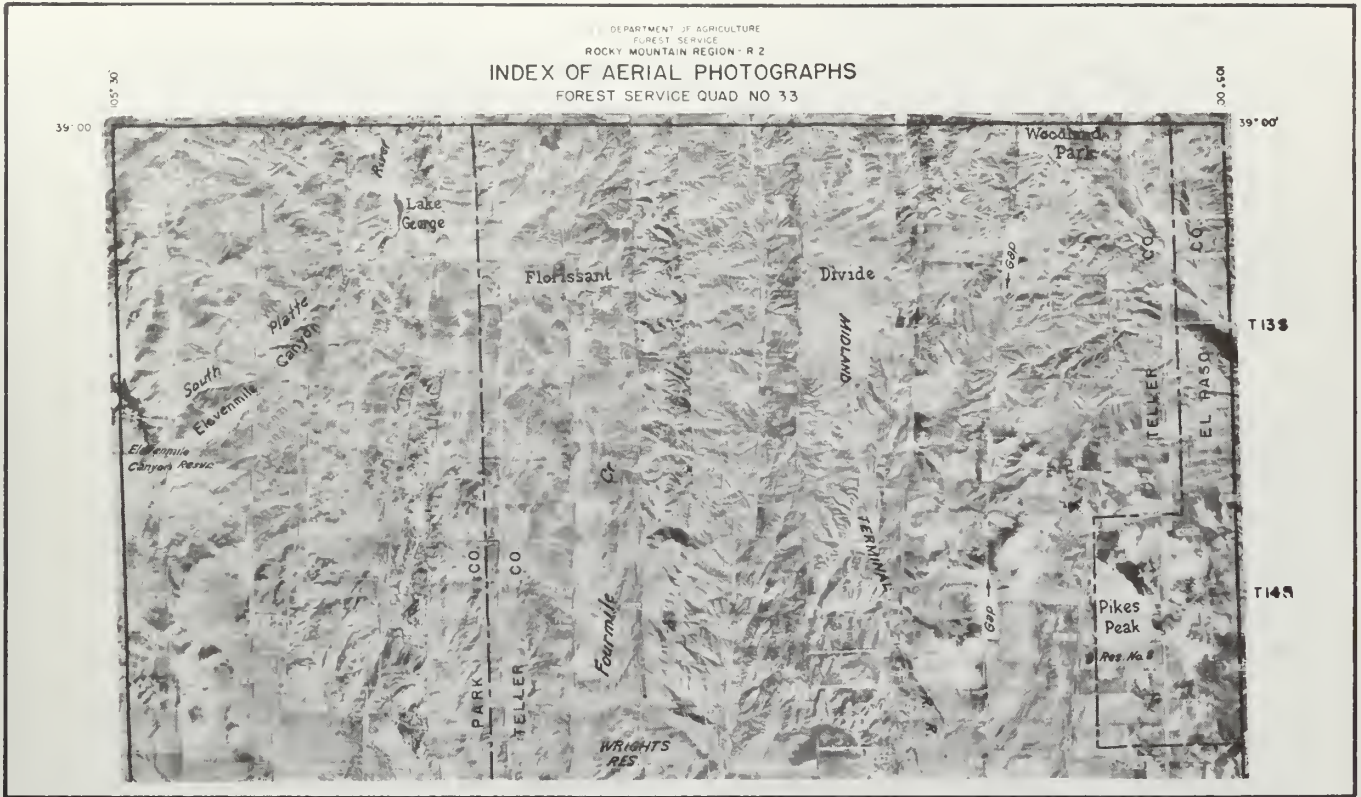 DEPARTMENT OF AGRICULTURE
FOREST SERVICE
ROCKY MOUNTAIN REGION - R 2
INDEX OF AERIAL PHOTOGRAPHS
FOREST SERVICE QUAD NO 33
105° 30'
105° 00'
39° 00'
39° 00'
Woodland
Park
River
Lake
George
Florissant
Divide
Gap
CO.
CO.
T13S
Platte
Canyon
MIDLAND
South
Elevenmile
TELLER
EL PASO
Elevenmile
Canyon Resvr.
Cr
TERMINAL
PARK CO.
TELLER CO
Fourmile
Gap
Pikes
Peak
T14S
Res. No. 8
R R
WRIGHTS
RES.